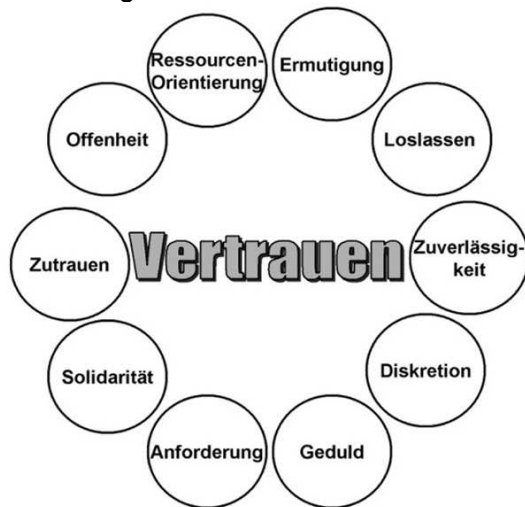 Ressourcen-
Orientierung
Ermutigung
Offenheit
Loslassen
Zutrauen
Vertrauen
Zuverlässig-
keit
Solidarität
Diskretion
Anforderung
Geduld